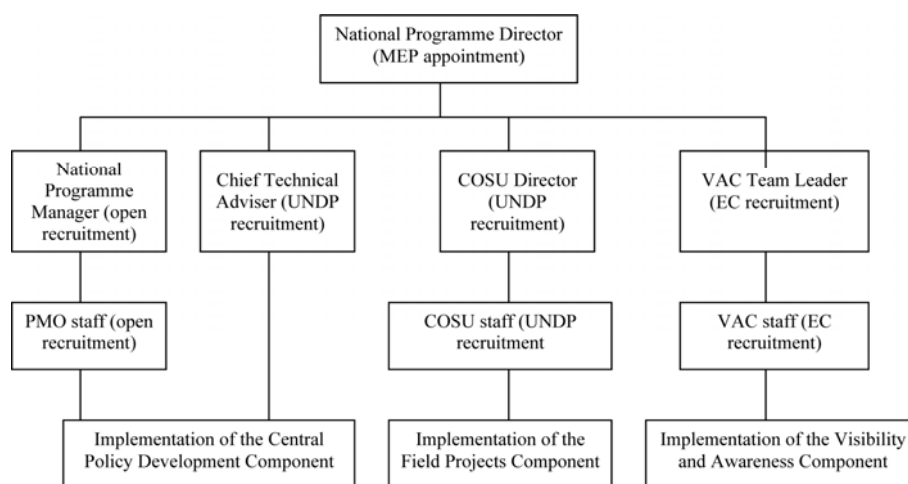 National Programme Director
(MEP appointment)
National
Programme
Manager (open
recruitment)
Chief Technical
Adviser (UNDP
recruitment)
COSU Director
(UNDP
recruitment)
VAC Team Leader
(EC recruitment)
PMO staff (open
recruitment)
COSU staff (UNDP
recruitment
VAC staff (EC
recruitment)
Implementation of the Central
Policy Development Component
Implementation of the
Field Projects Component
Implementation of the Visibility
and Awareness Component